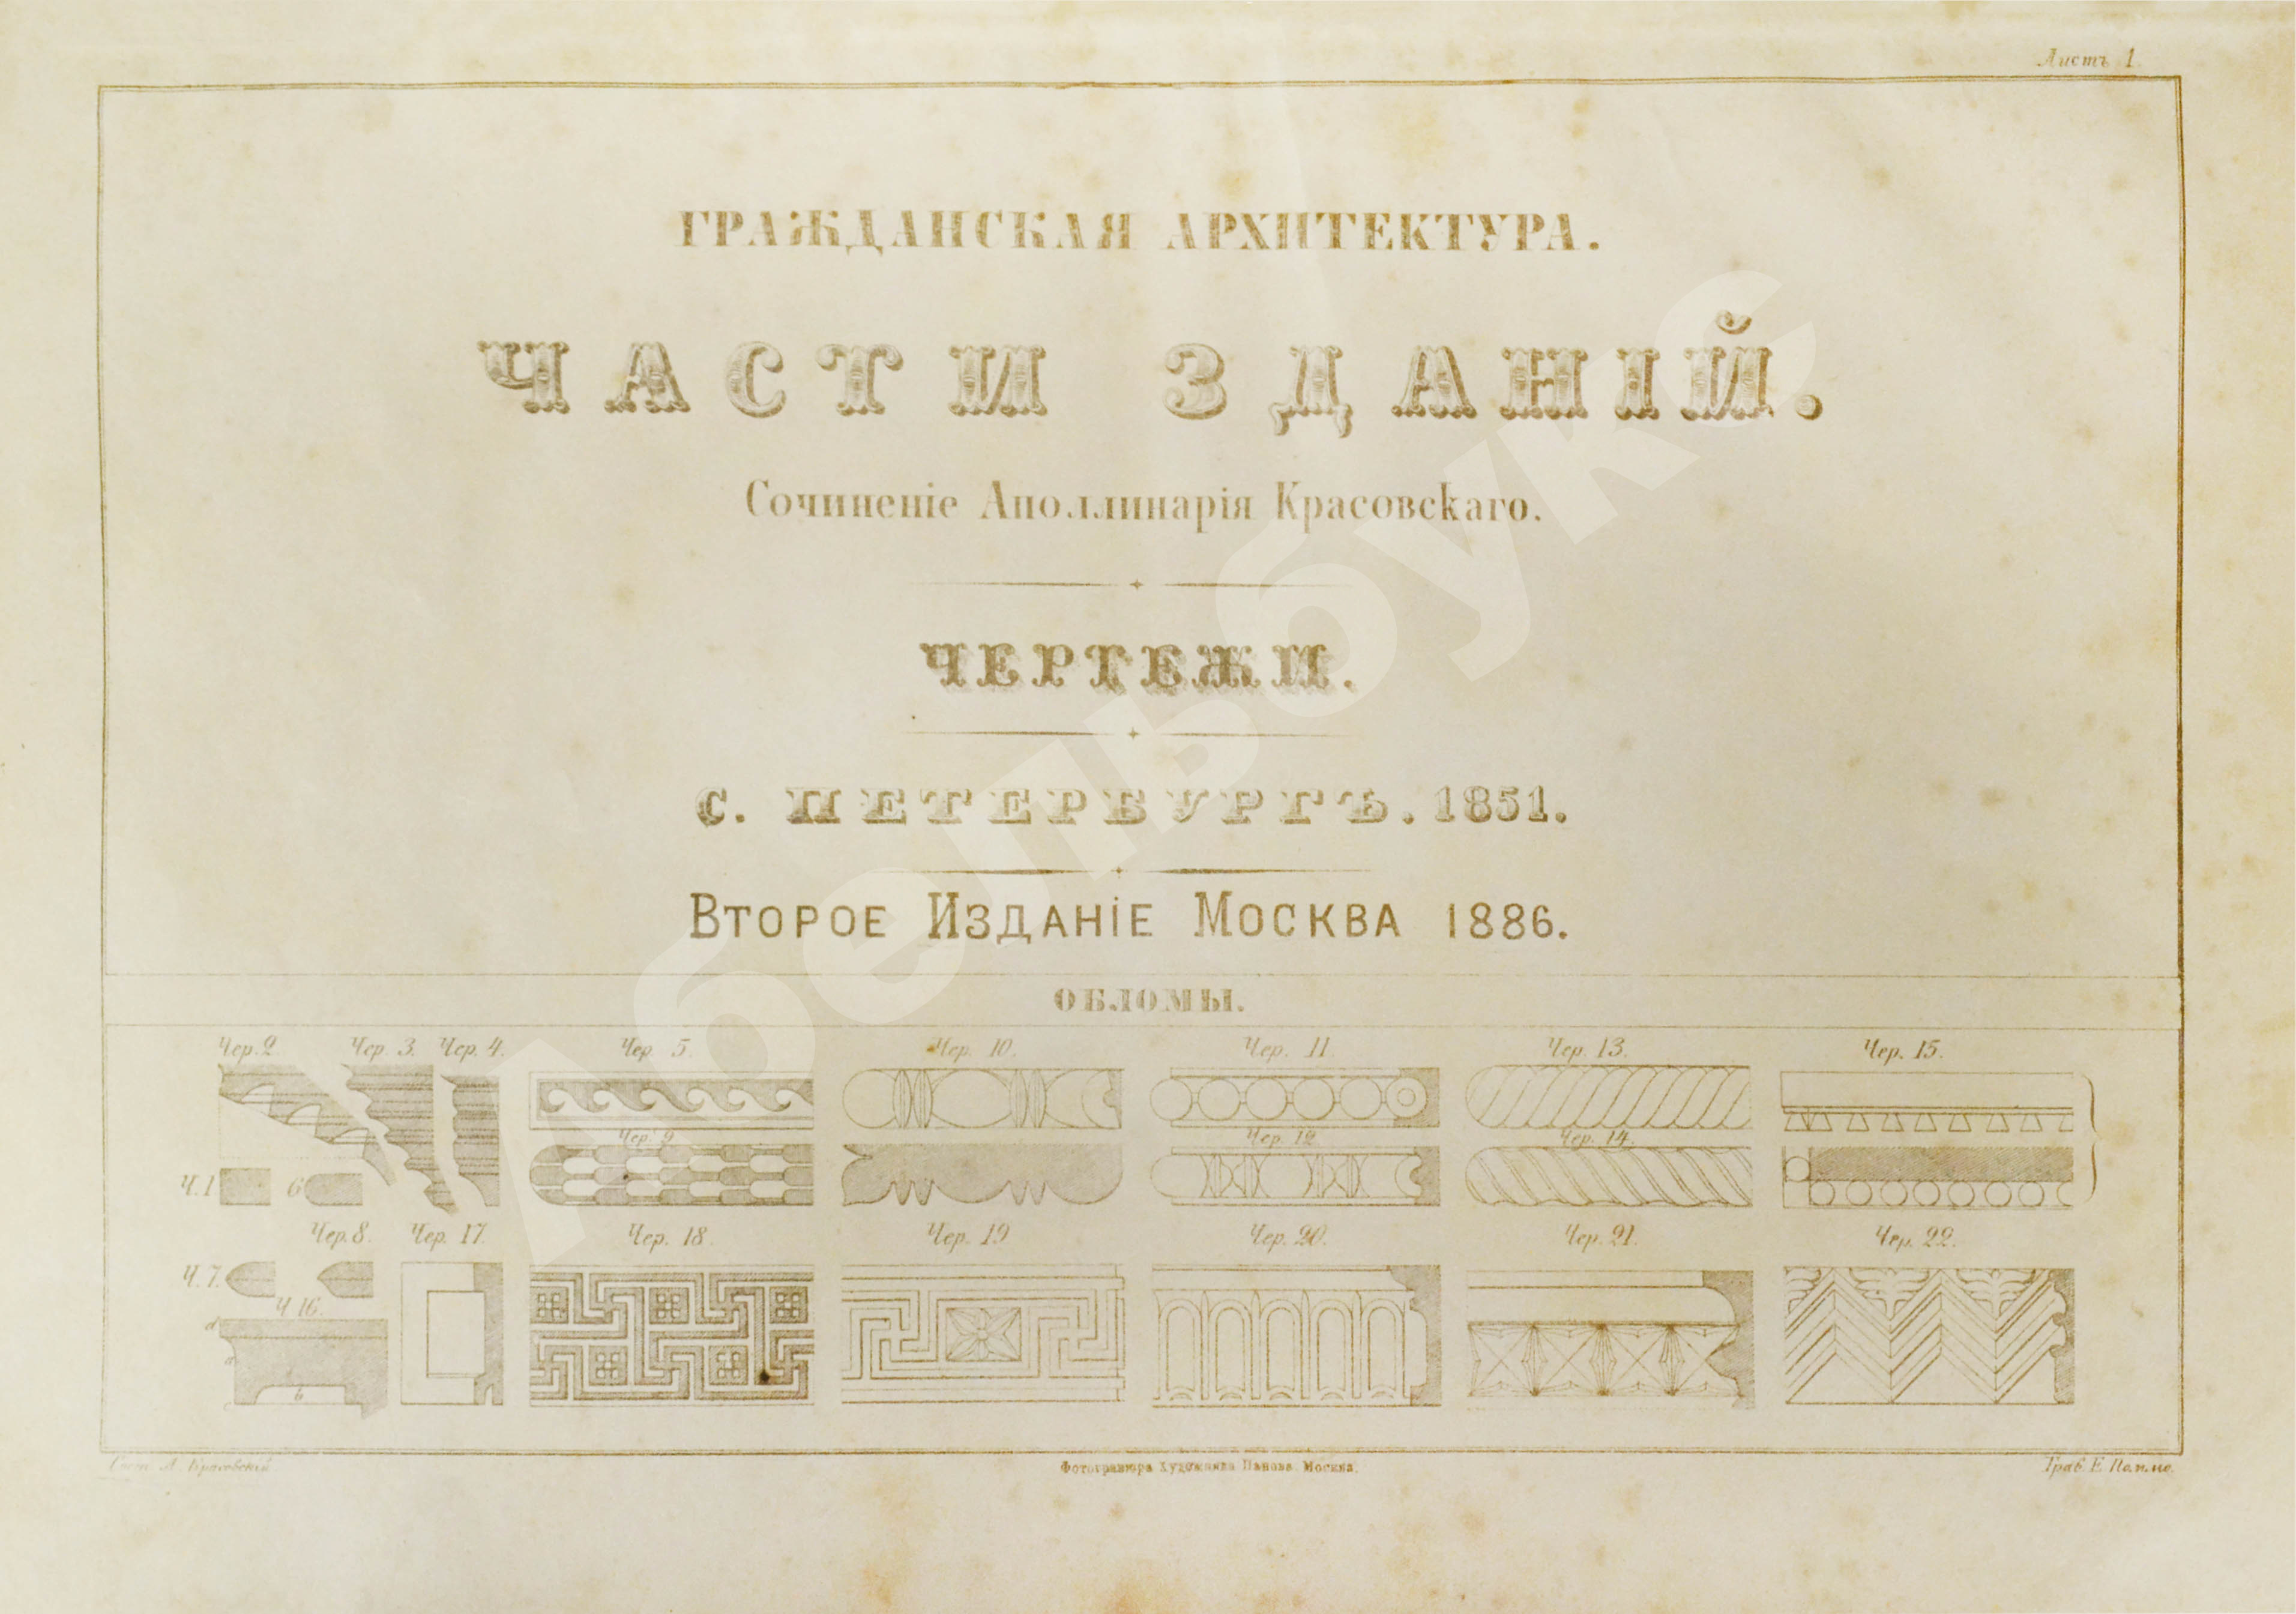 Листъ 1.
ГРАЖДАНСКАЯ АРХИТЕКТУРА.
ЧАСТИ ЗДАНІЙ.
Сочиненіе Аполлинарія Красовскаго.
ЧЕРТЕЖИ.
С. ПЕТЕРБУРГЪ. 1851.
ВТОРОЕ ИЗДАНІЕ МОСКВА 1886.
ОБЛОМЫ.
Чер. 2 Чер. 3. Чер. 4. Чер. 5. Чер. 10. Чер. 11. Чер. 13. Чер. 15.
Чер. 9 Чер. 12 Чер. 14.
Ч. 1 6
Чер. 8. Чер. 17 Чер. 18. Чер. 19 Чер. 20. Чер. 21. Чер. 22.
Ч. 7.
Ч 16.
d
a
b
А. Красовскій
Фотогравюра Художника Панова Москва.
Грав. Е.
Абельбукс